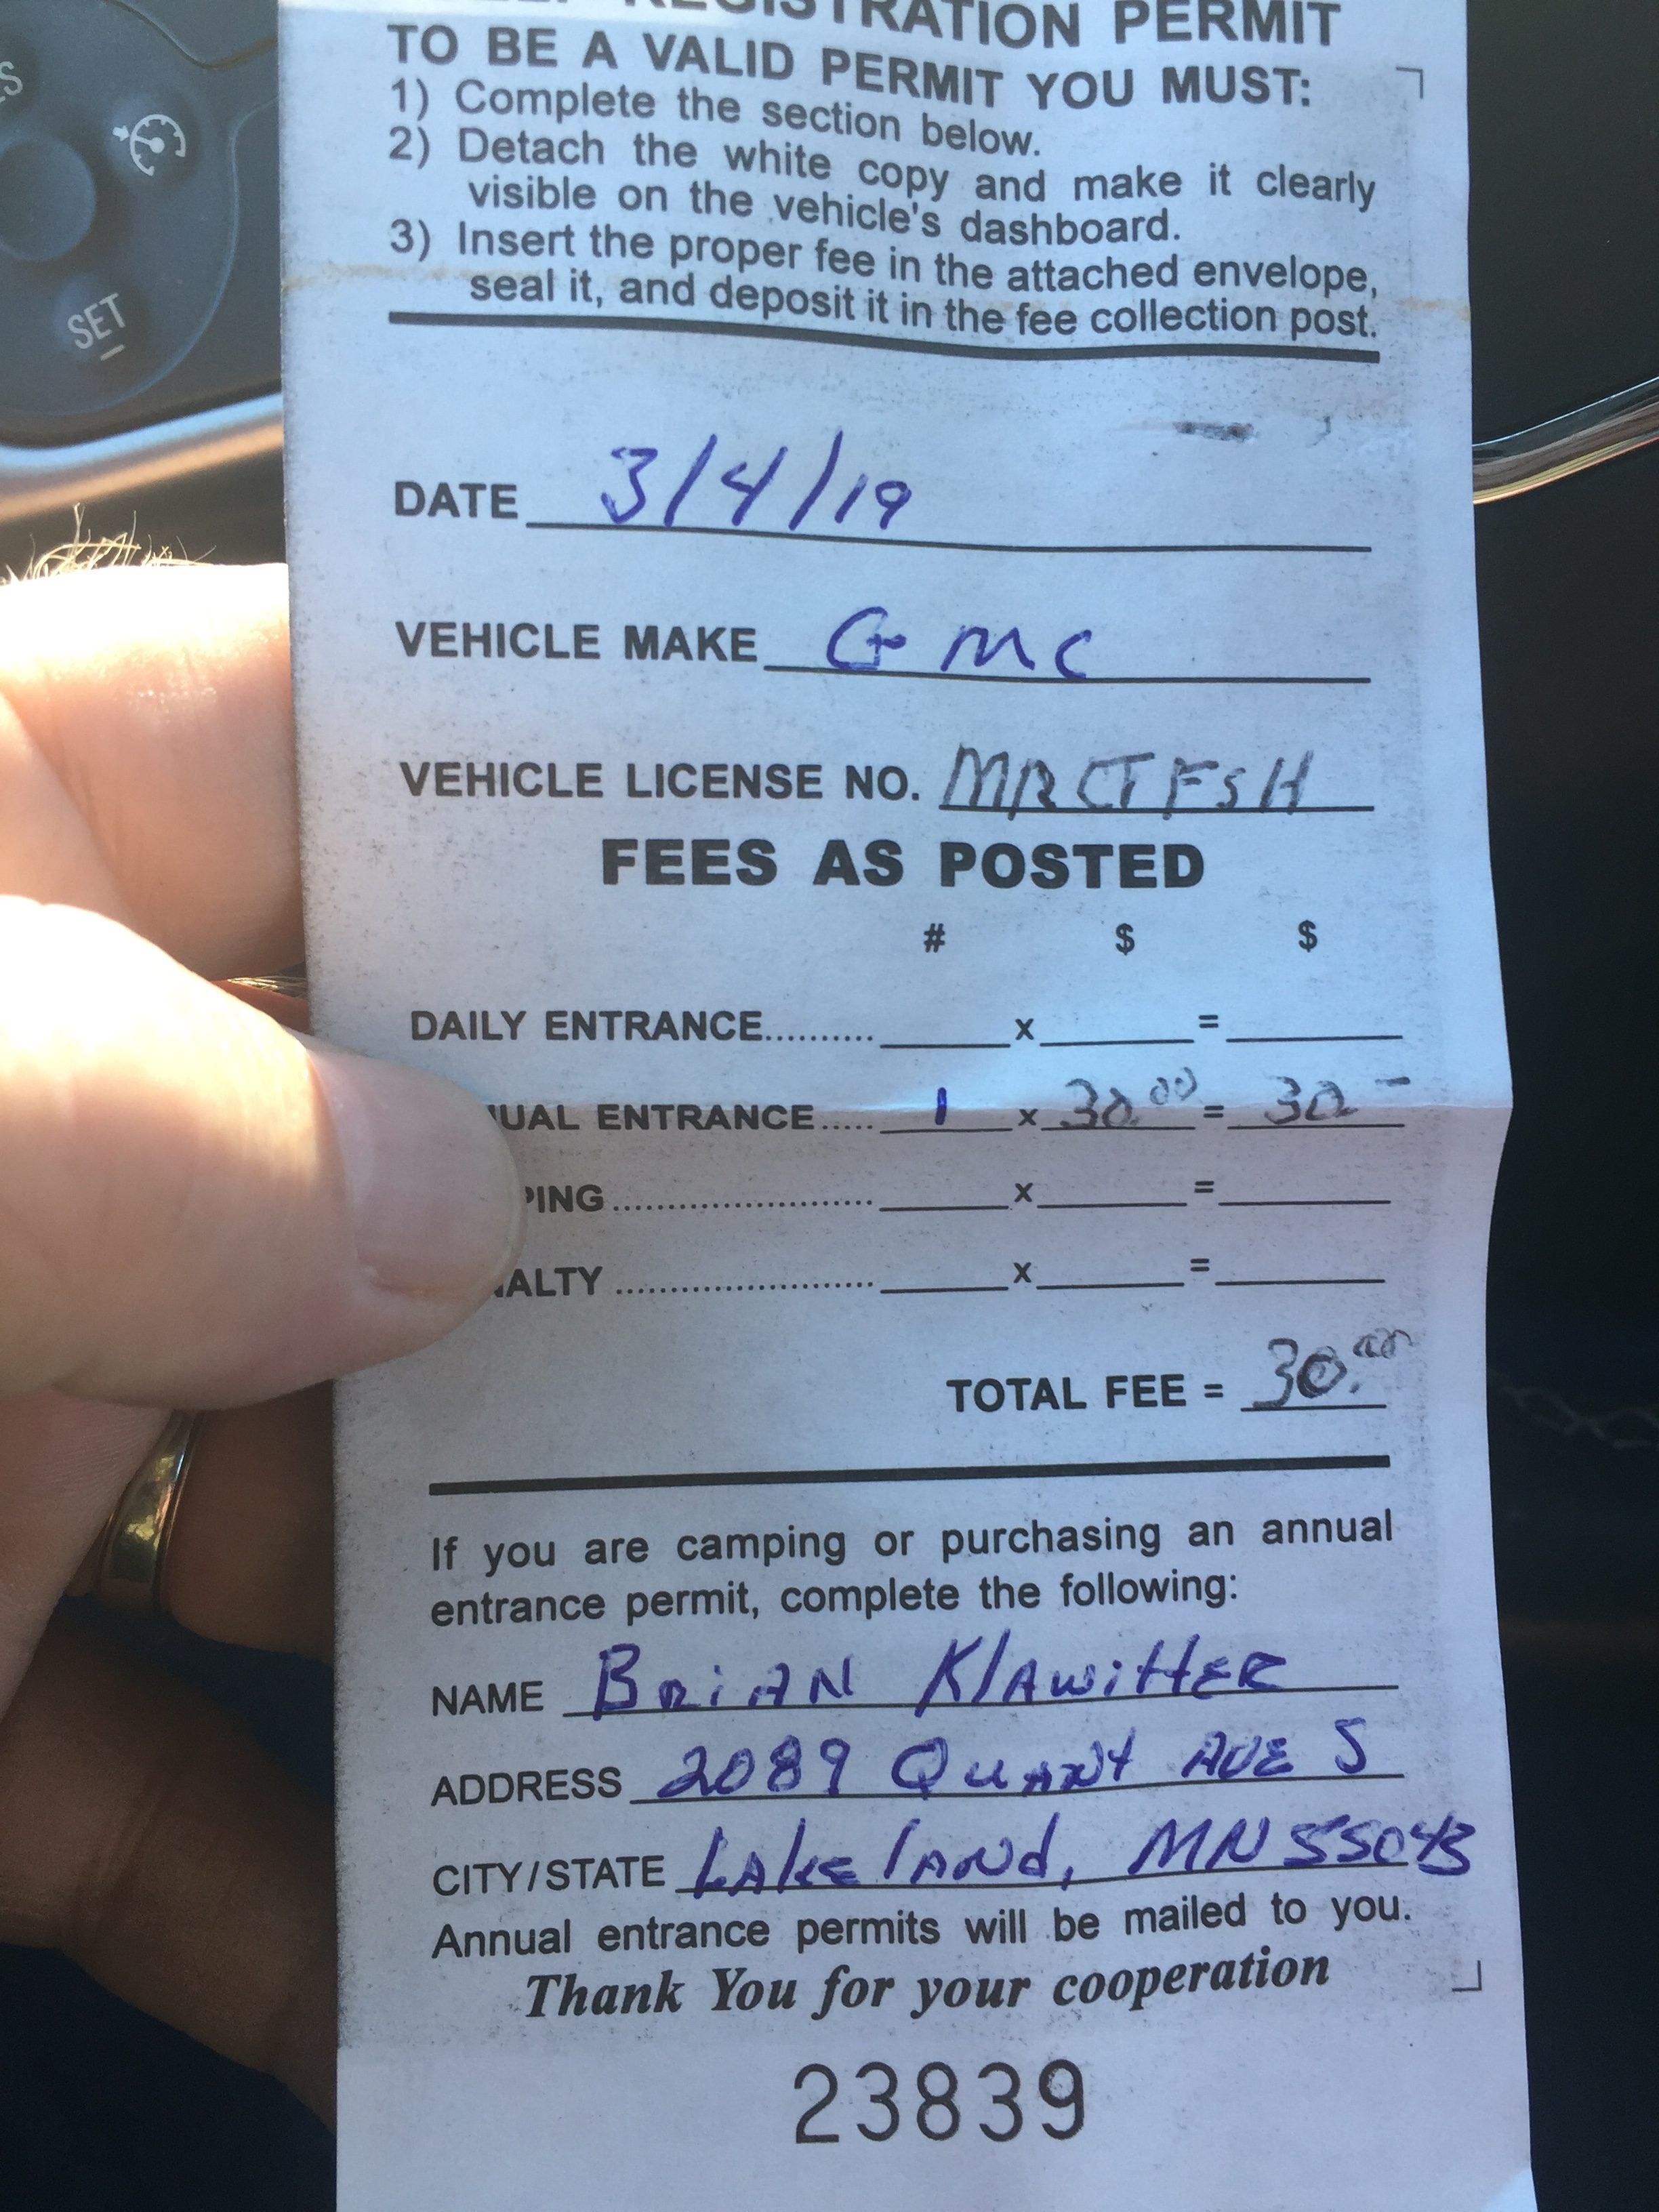 REGISTRATION PERMIT
TO BE A VALID PERMIT YOU MUST:
1) Complete the section below.
2) Detach the white copy and make it clearly
visible on the vehicle's dashboard.
3) Insert the proper fee in the attached envelope,
seal it, and deposit it in the fee collection post.
DATE 3/4/19
VEHICLE MAKE GMC
VEHICLE LICENSE NO. MRCTFSH
FEES AS POSTED
# $ $
DAILY ENTRANCE.......... x =
UAL ENTRANCE..... 1 x 30.00 = 30 -
PING ........................ x =
ALTY ....................... x =
TOTAL FEE = 30.00
If you are camping or purchasing an annual
entrance permit, complete the following:
NAME BRiAN KlAwittER
ADDRESS 2089 QuANt AVE S
CITY/STATE LAkElANd, MN 55043
Annual entrance permits will be mailed to you.
Thank You for your cooperation
23839
SET